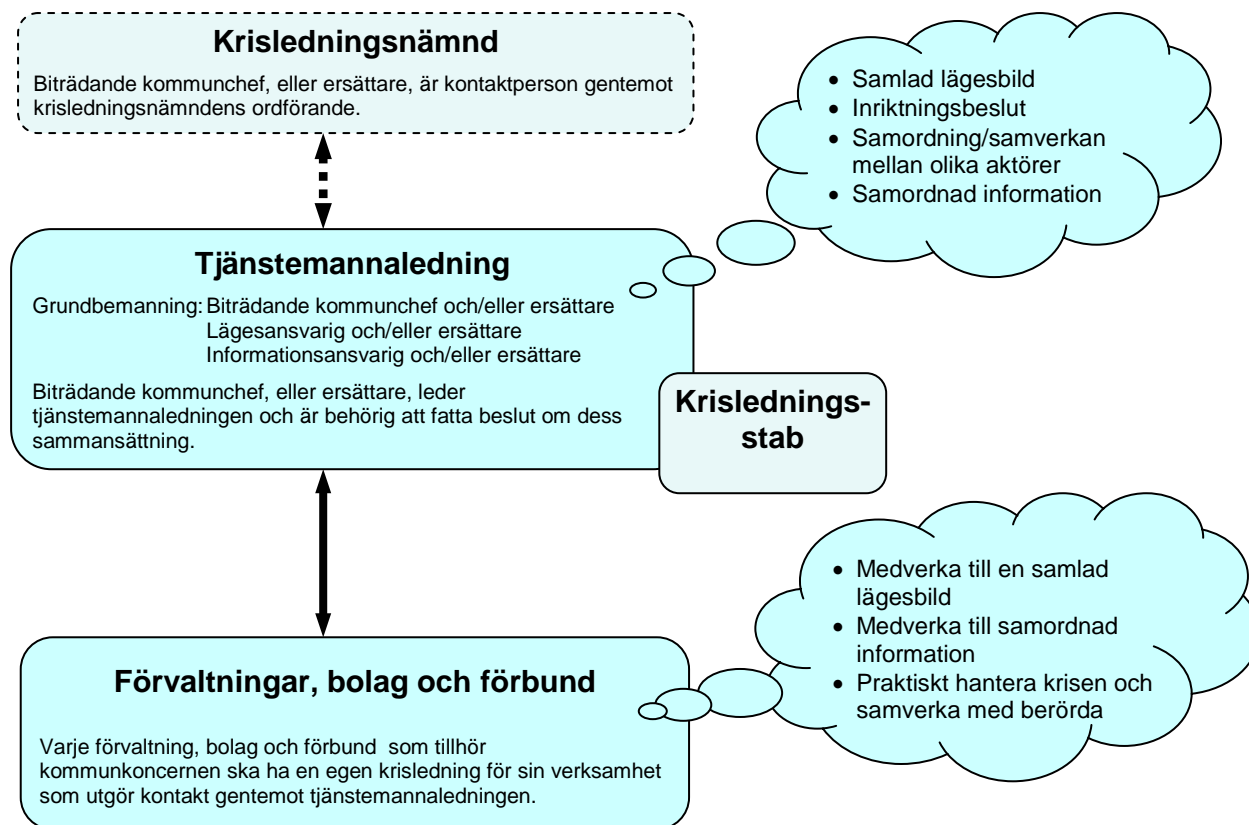 Krisledningsnämnd
Biträdande kommunchef, eller ersättare, är kontaktperson gentemot
krisledningsnämndens ordförande.
• Samlad lägesbild
• Inriktningsbeslut
• Samordning/samverkan
mellan olika aktörer
• Samordnad information
Tjänstemannaledning
Grundbemanning: Biträdande kommunchef och/eller ersättare
Lägesansvarig och/eller ersättare
Informationsansvarig och/eller ersättare
Biträdande kommunchef, eller ersättare, leder
tjänstemannaledningen och är behörig att fatta beslut om dess
sammansättning.
Krislednings-
stab
• Medverka till en samlad
lägesbild
• Medverka till samordnad
information
• Praktiskt hantera krisen och
samverka med berörda
Förvaltningar, bolag och förbund
Varje förvaltning, bolag och förbund som tillhör
kommunkoncernen ska ha en egen krisledning för sin verksamhet
som utgör kontakt gentemot tjänstemannaledningen.